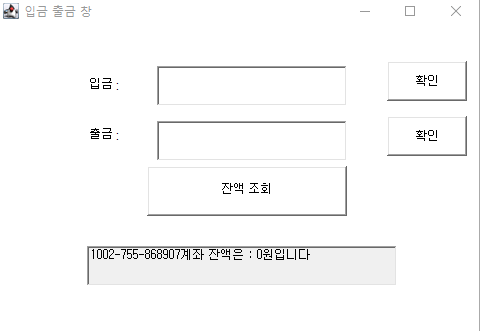 입금 출금 창
입금 :
확인
출금 :
확인
잔액 조회
1002-755-868907계좌 잔액은 : 0원입니다